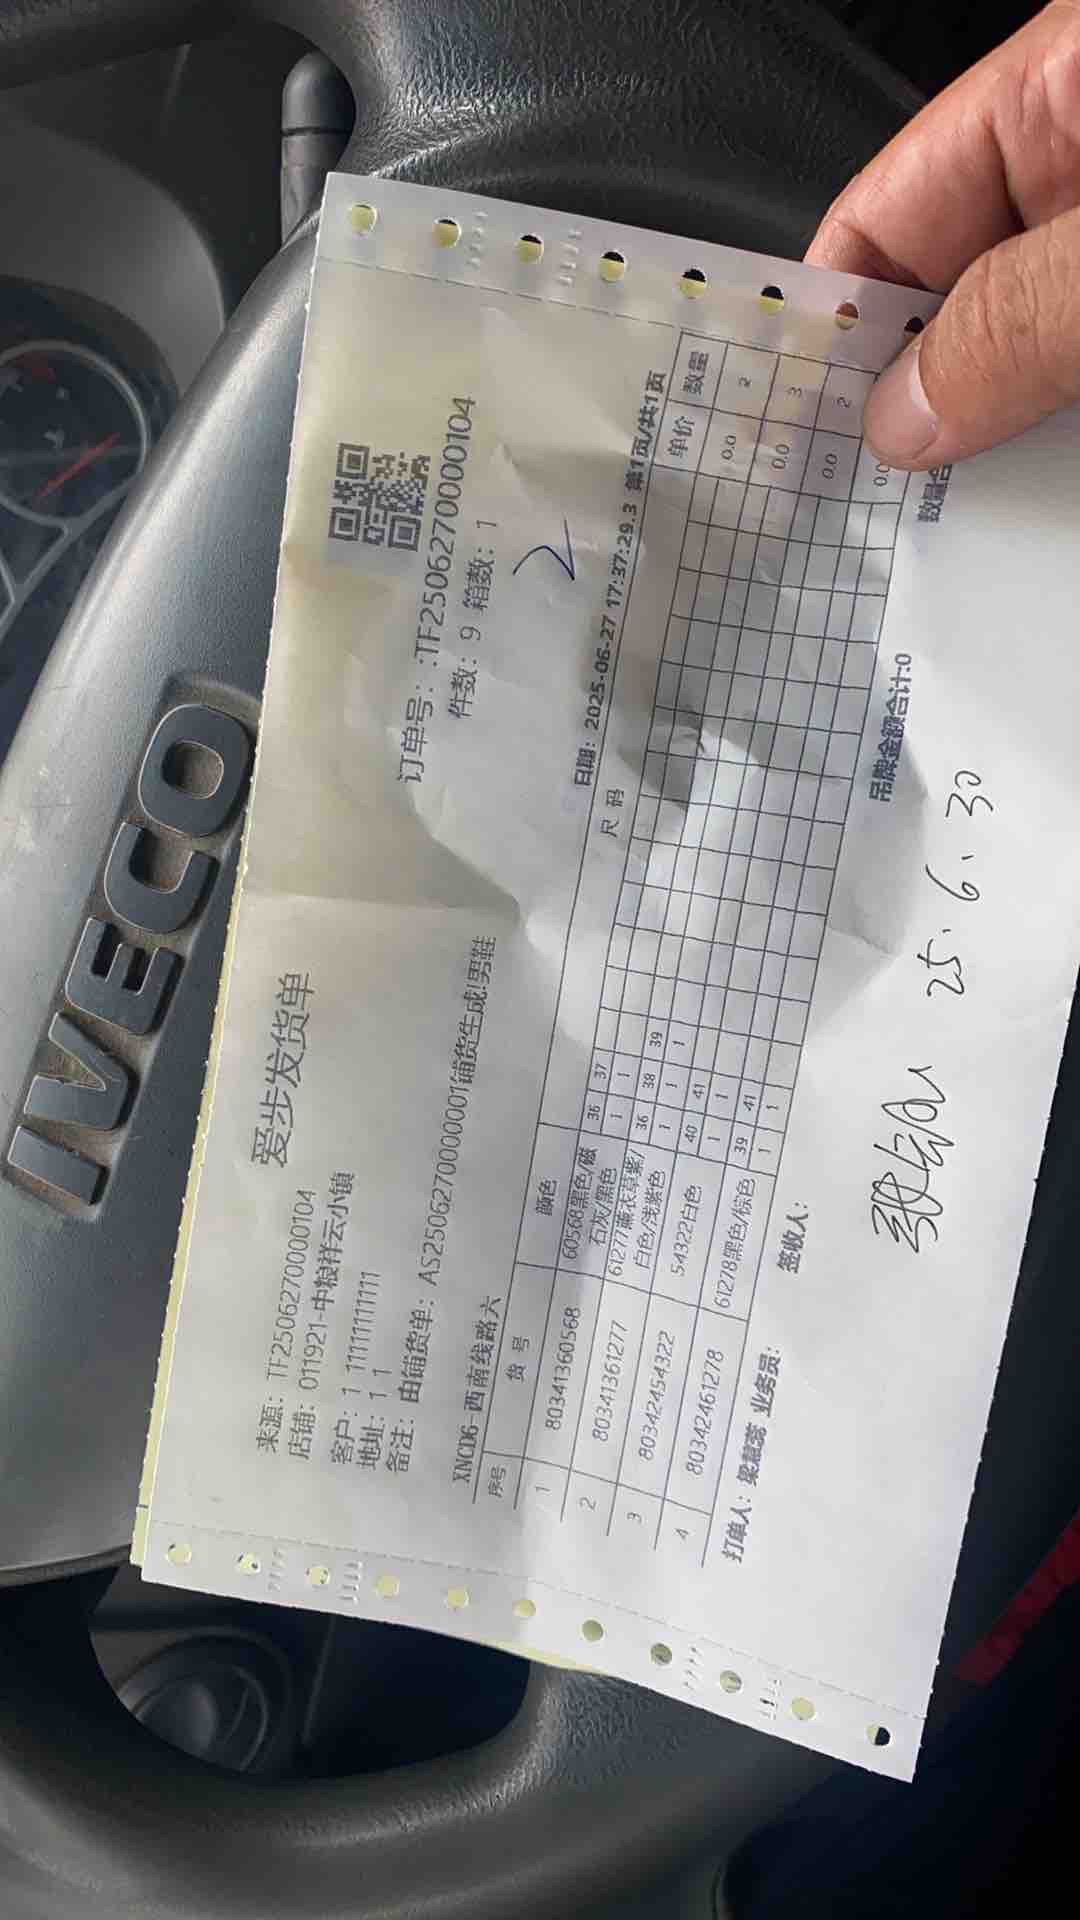 IVECO
爱步发货单
来源: TF25062700000104
店铺: 011921-中粮祥云小镇
订单号: :TF25062700000104
客户: 1 11111111111
件数: 9 箱数: 1
地址: 1 1
备注: 由铺货单: AS25062700000001铺货生成!男鞋
2
XNCD6-西南线路六
日期: 2025-06-27 17:37:29.3 第1页/共1页
序号 货 号 颜色 尺 码 单价 数量
36 37
1 80341360568 60568黑色/磁石灰/黑色 1 1 0.0 2
36 38 39
2 80341361277 61277薰衣草紫/白色/浅紫色 1 1 1 0.0 3
40 41
3 80342454322 54322白色 1 1 0.0 2
39 41
4 80342461278 61278黑色/棕色 1 1 0.0
打单人: 梁慧蕊 业务员: 签收人: 吊牌金额合计:0 数量合
25.6.30